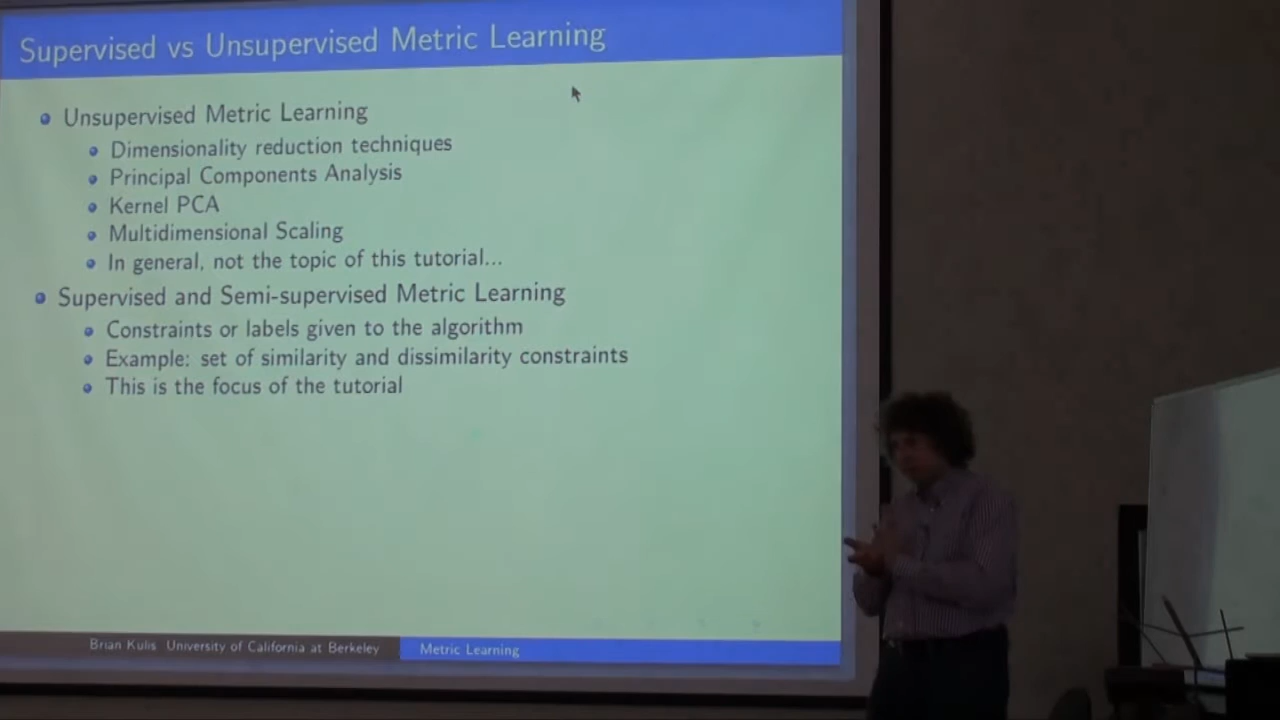 Supervised vs Unsupervised Metric Learning
Unsupervised Metric Learning
Dimensionality reduction techniques
Principal Components Analysis
Kernel PCA
Multidimensional Scaling
In general, not the topic of this tutorial...
Supervised and Semi-supervised Metric Learning
Constraints or labels given to the algorithm
Example: set of similarity and dissimilarity constraints
This is the focus of the tutorial
Brian Kulis University of California at Berkeley
Metric Learning